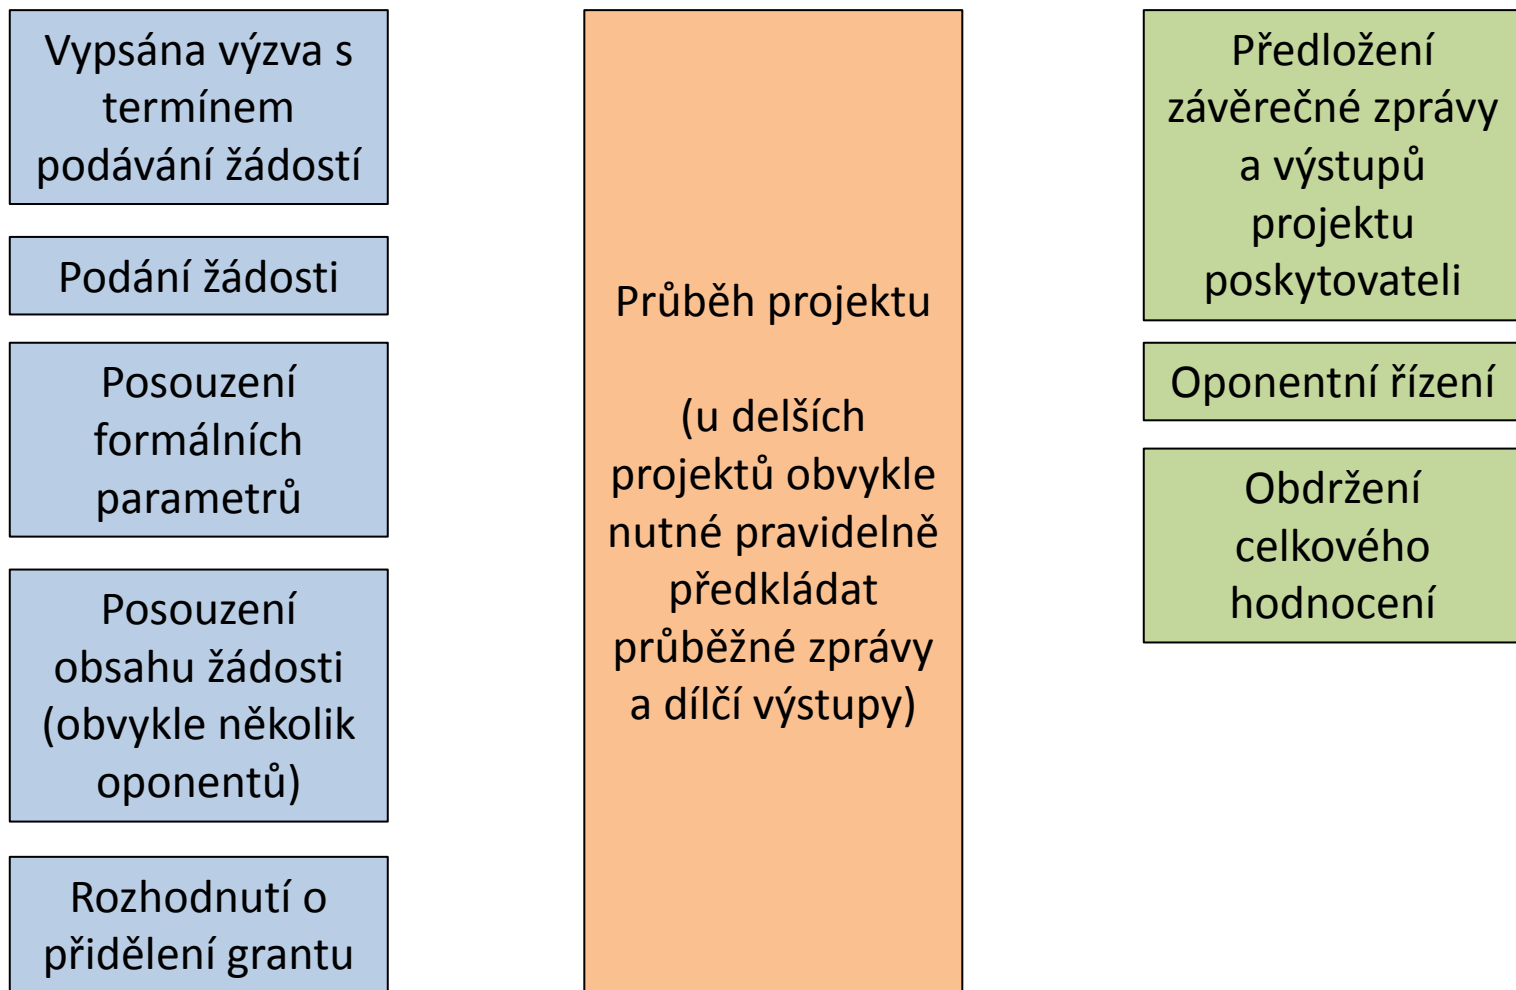 Vypsána výzva s
termínem
podávání žádostí
Podání žádosti
Posouzení
formálních
parametrů
Posouzení
obsahu žádosti
(obvykle několik
oponentů)
Rozhodnutí o
přidělení grantu
Průběh projektu
(u delších
projektů obvykle
nutné pravidelně
předkládat
průběžné zprávy
a dílčí výstupy)
Předložení
závěrečné zprávy
a výstupů
projektu
poskytovateli
Oponentní řízení
Obdržení
celkového
hodnocení